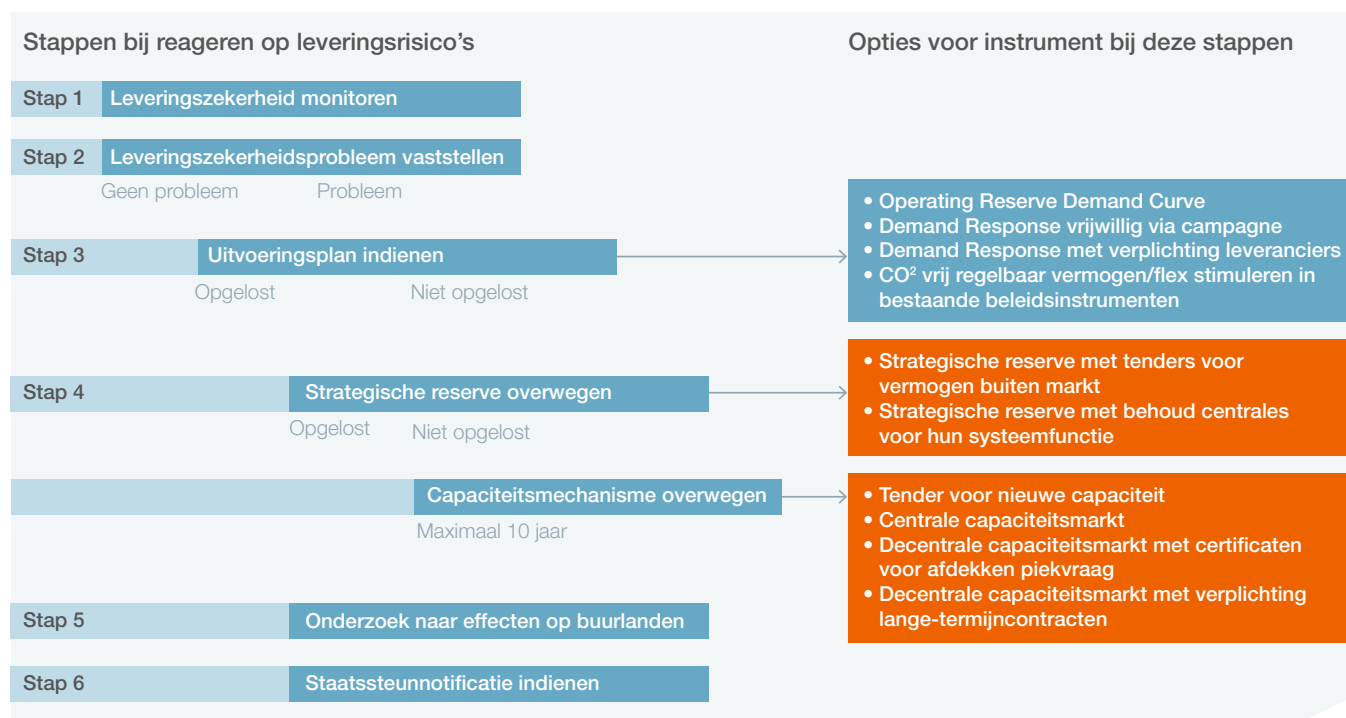 Stappen bij reageren op leveringsrisico's
Opties voor instrument bij deze stappen
Stap 1
Leveringszekerheid monitoren
Stap 2
Leveringszekerheidsprobleem vaststellen
Geen probleem
Probleem
Stap 3
Uitvoeringsplan indienen
Opgelost
Niet opgelost
• Operating Reserve Demand Curve
• Demand Response vrijwillig via campagne
• Demand Response met verplichting leveranciers
• CO² vrij regelbaar vermogen/flex stimuleren in
bestaande beleidsinstrumenten
Stap 4
Strategische reserve overwegen
Opgelost
Niet opgelost
• Strategische reserve met tenders voor
vermogen buiten markt
• Strategische reserve met behoud centrales
voor hun systeemfunctie
Capaciteitsmechanisme overwegen
Maximaal 10 jaar
• Tender voor nieuwe capaciteit
• Centrale capaciteitsmarkt
• Decentrale capaciteitsmarkt met certificaten
voor afdekken piekvraag
• Decentrale capaciteitsmarkt met verplichting
lange-termijncontracten
Stap 5
Onderzoek naar effecten op buurlanden
Stap 6
Staatssteunnotificatie indienen